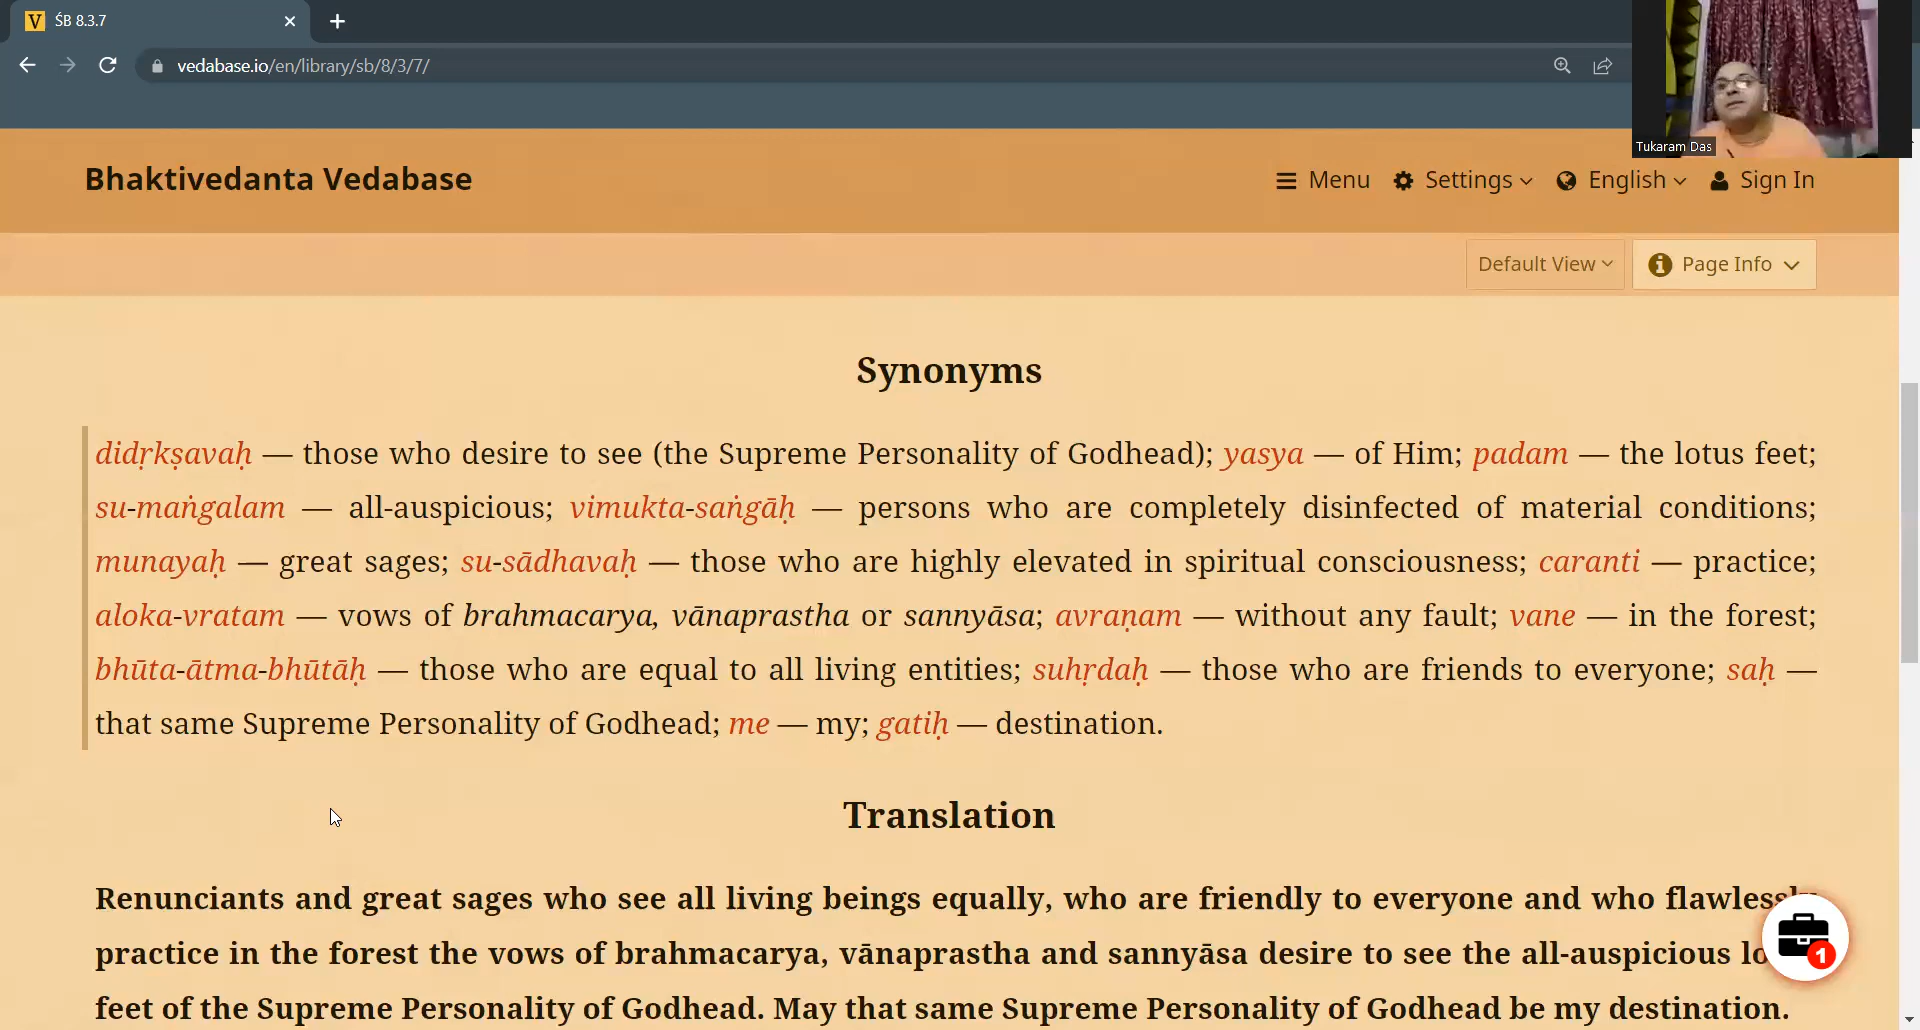 V ŚB 8.3.7
vedabase.io/en/library/sb/8/3/7/
Tukaram Das
Bhaktivedanta Vedabase
Menu Settings English Sign In
Default View Page Info
Synonyms
didṛkṣavaḥ — those who desire to see (the Supreme Personality of Godhead); yasya — of Him; padam — the lotus feet;
su-maṅgalam — all-auspicious; vimukta-saṅgāḥ — persons who are completely disinfected of material conditions;
munayaḥ — great sages; su-sādhavaḥ — those who are highly elevated in spiritual consciousness; caranti — practice;
aloka-vratam — vows of brahmacarya, vānaprastha or sannyāsa; avraṇam — without any fault; vane — in the forest;
bhūta-ātma-bhūtāḥ — those who are equal to all living entities; suhṛdaḥ — those who are friends to everyone; saḥ —
that same Supreme Personality of Godhead; me — my; gatiḥ — destination.
Translation
Renunciants and great sages who see all living beings equally, who are friendly to everyone and who
practice in the forest the vows of brahmacarya, vānaprastha and sannyāsa desire to see the all-auspicious
feet of the Supreme Personality of Godhead. May that same Supreme Personality of Godhead be my destination.
1